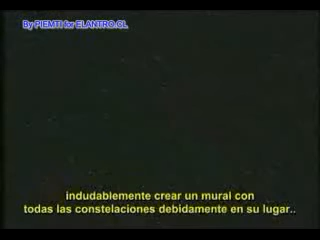 By PIEMTI for ELANTRO.CL
indudablemente crear un mural con
todas las constelaciones debidamente en su lugar..